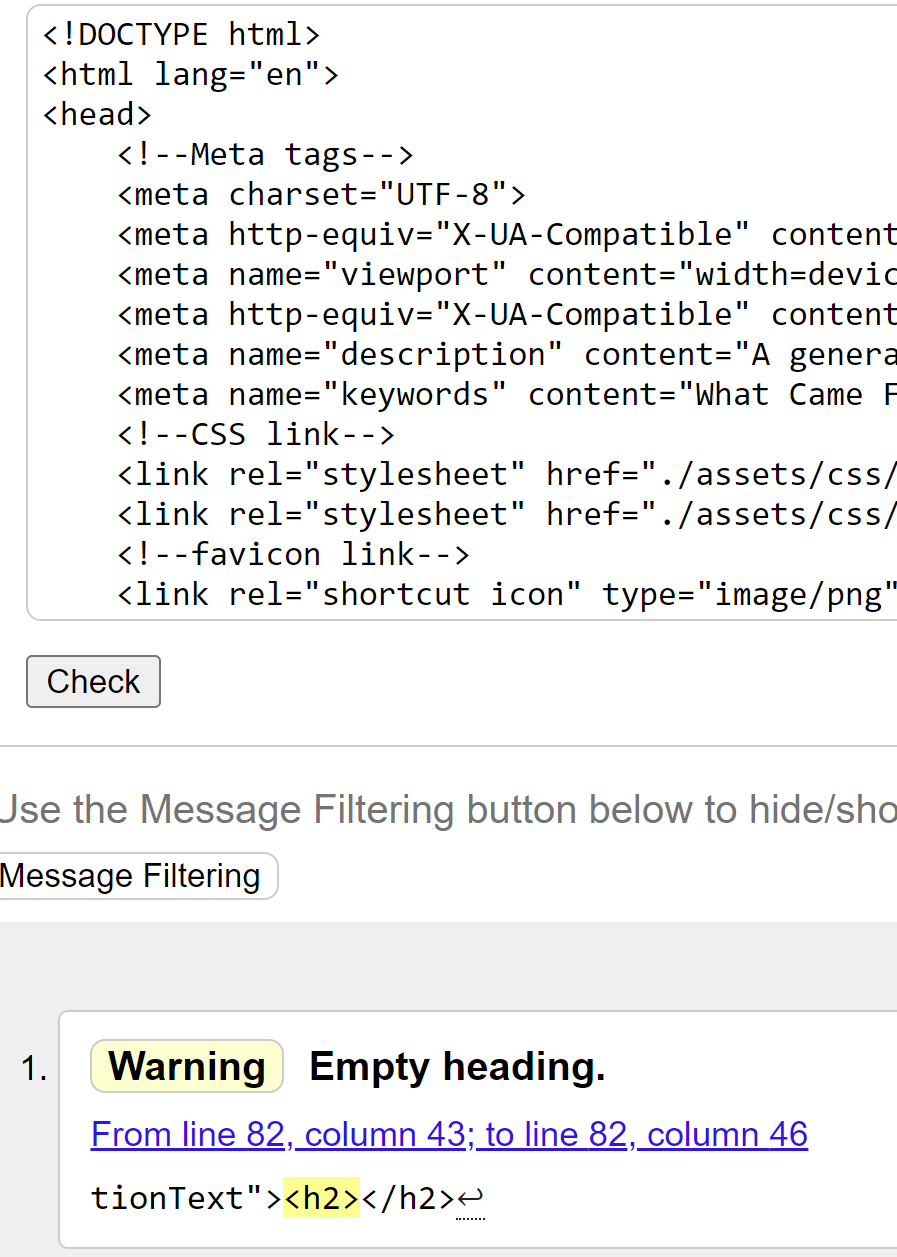 <!DOCTYPE html>
<html lang="en">
<head>
    <!--Meta tags-->
    <meta charset="UTF-8">
    <meta http-equiv="X-UA-Compatible" content
    <meta name="viewport" content="width=devic
    <meta http-equiv="X-UA-Compatible" content
    <meta name="description" content="A genera
    <meta name="keywords" content="What Came F
    <!--CSS link-->
    <link rel="stylesheet" href="./assets/css/
    <link rel="stylesheet" href="./assets/css/
    <!--favicon link-->
    <link rel="shortcut icon" type="image/png"
Check
Use the Message Filtering button below to hide/sho
Message Filtering
1. Warning Empty heading.
From line 82, column 43; to line 82, column 46
tionText"><h2></h2>↩